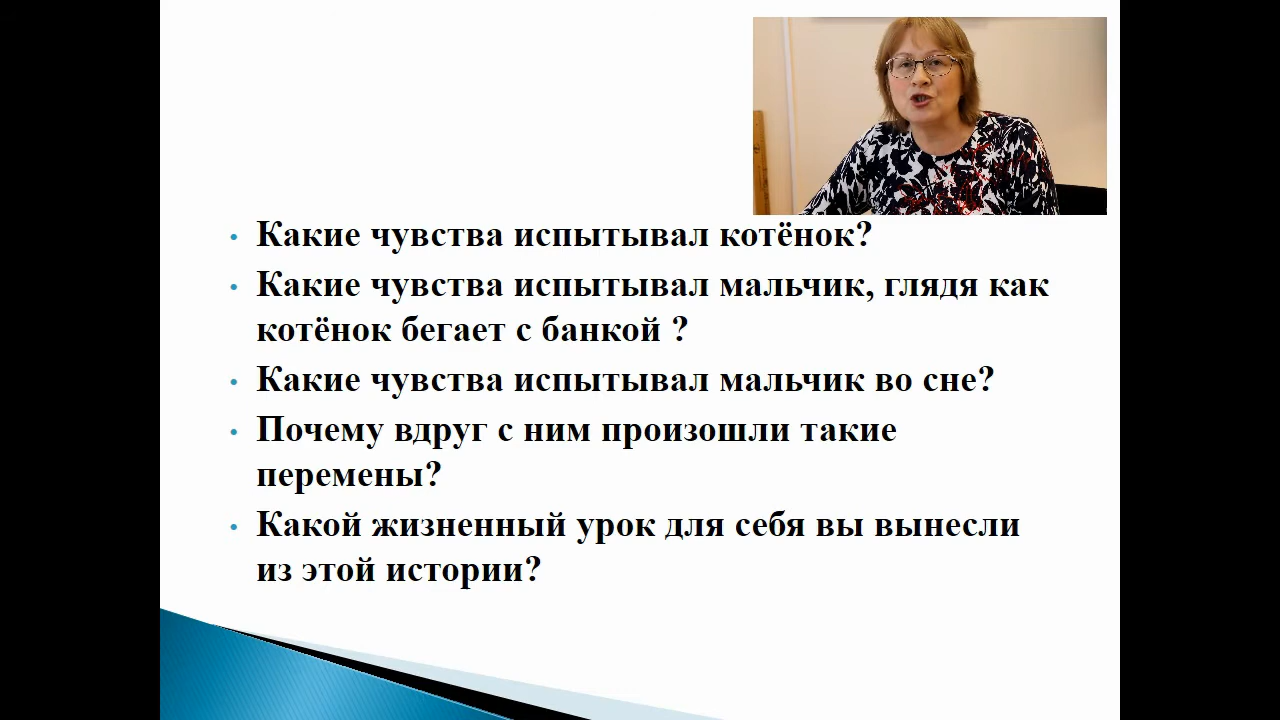 Какие чувства испытывал котёнок?
Какие чувства испытывал мальчик, глядя как
котёнок бегает с банкой ?
Какие чувства испытывал мальчик во сне?
Почему вдруг с ним произошли такие
перемены?
Какой жизненный урок для себя вы вынесли
из этой истории?